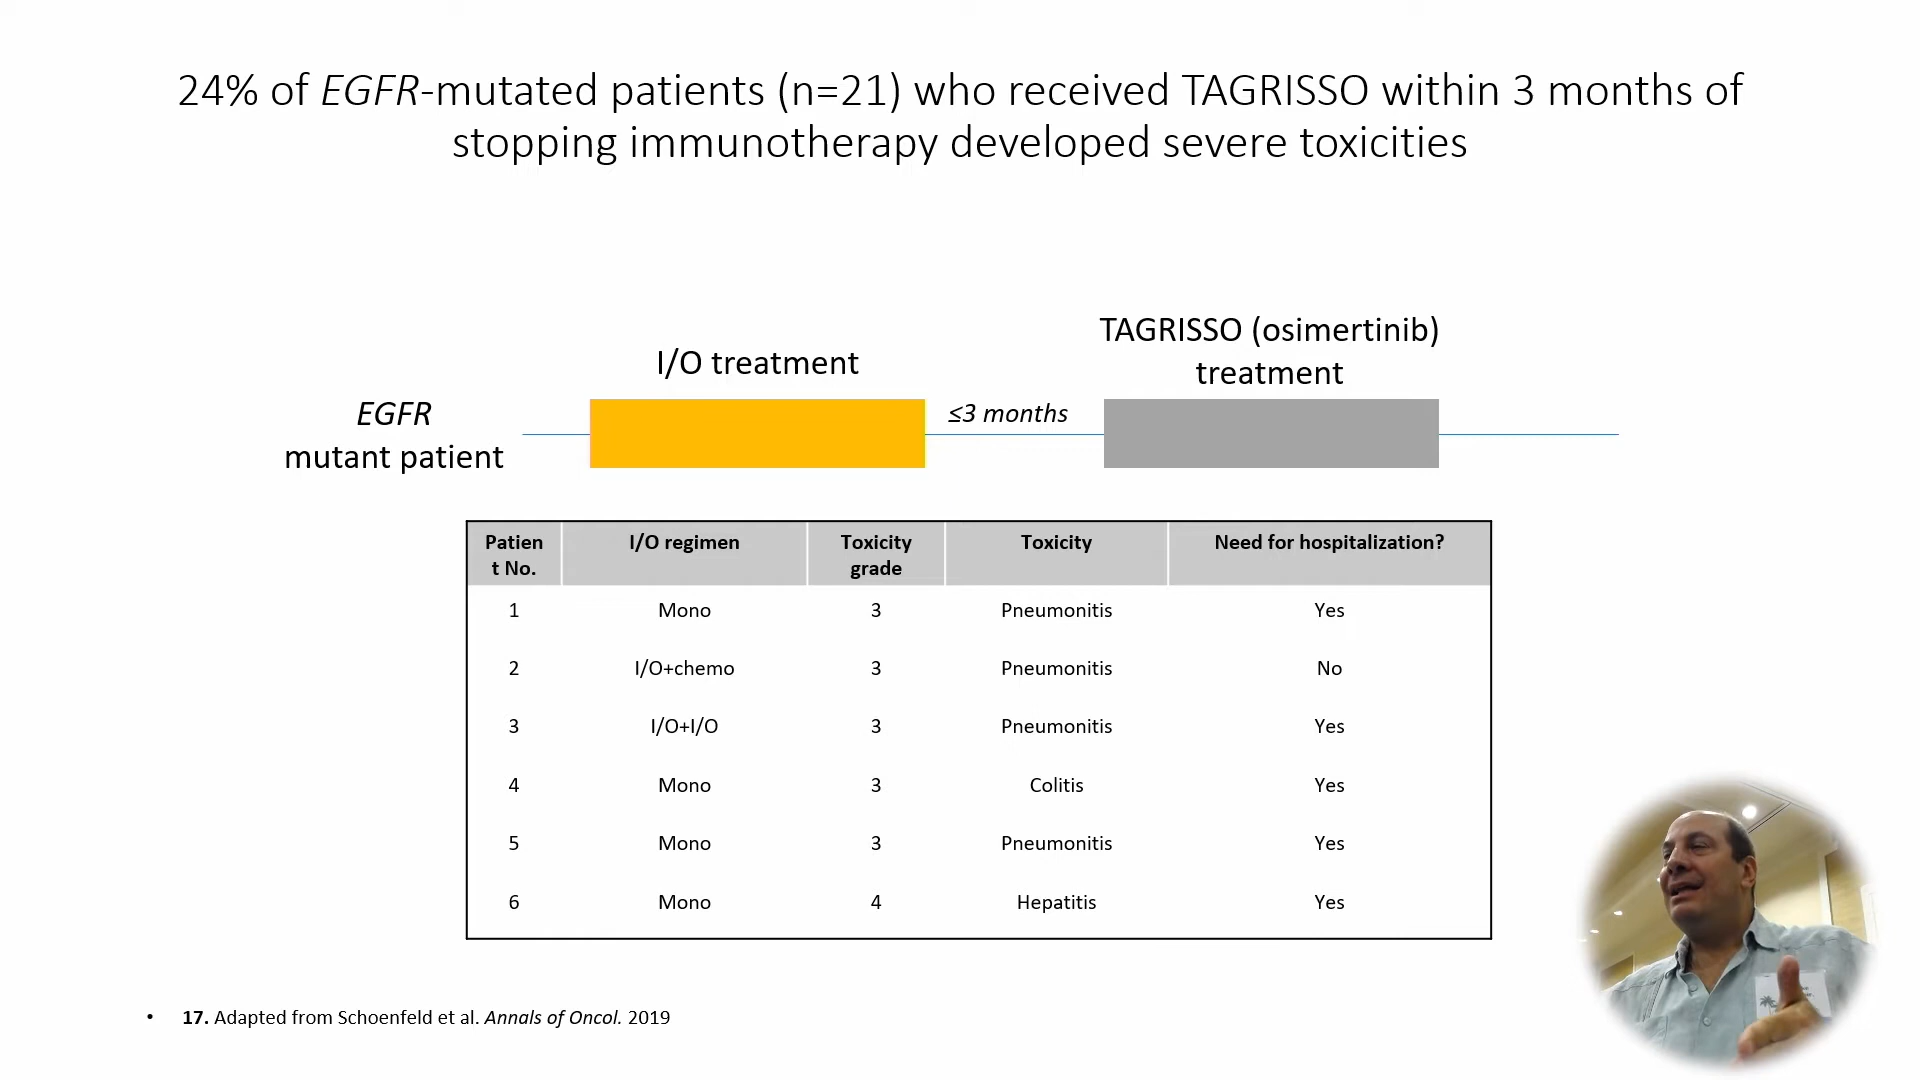 24% of EGFR-mutated patients (n=21) who received TAGRISSO within 3 months of
stopping immunotherapy developed severe toxicities
I/O treatment
TAGRISSO (osimertinib)
treatment
EGFR
mutant patient
≤3 months
Patien
t No.
I/O regimen
Toxicity
grade
Toxicity
Need for hospitalization?
1 Mono 3 Pneumonitis Yes
2 I/O+chemo 3 Pneumonitis No
3 I/O+I/O 3 Pneumonitis Yes
4 Mono 3 Colitis Yes
5 Mono 3 Pneumonitis Yes
6 Mono 4 Hepatitis Yes
• 17. Adapted from Schoenfeld et al. Annals of Oncol. 2019